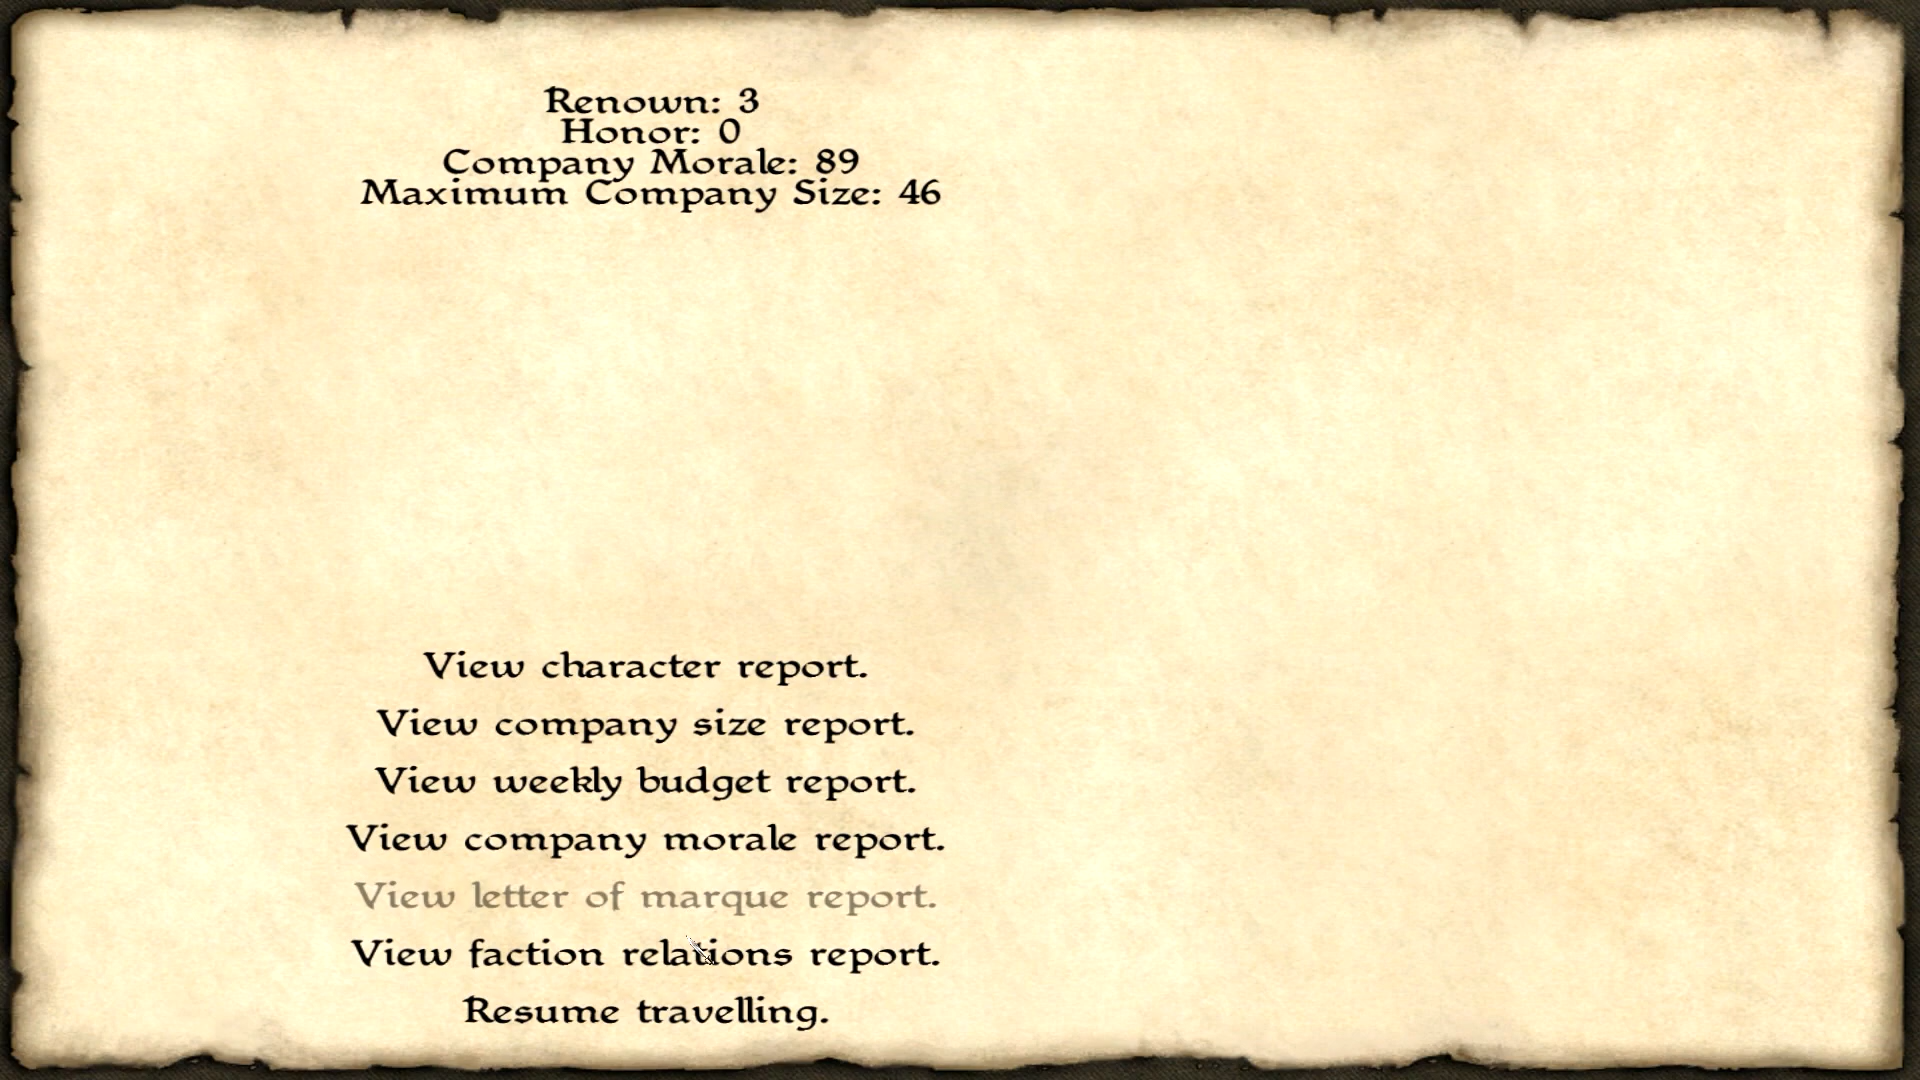 Renown: 3
Honor: 0
Company Morale: 89
Maximum Company Size: 46
View character report.
View company size report.
View weekly budget report.
View company morale report.
View letter of marque report.
View faction relations report.
Resume travelling.